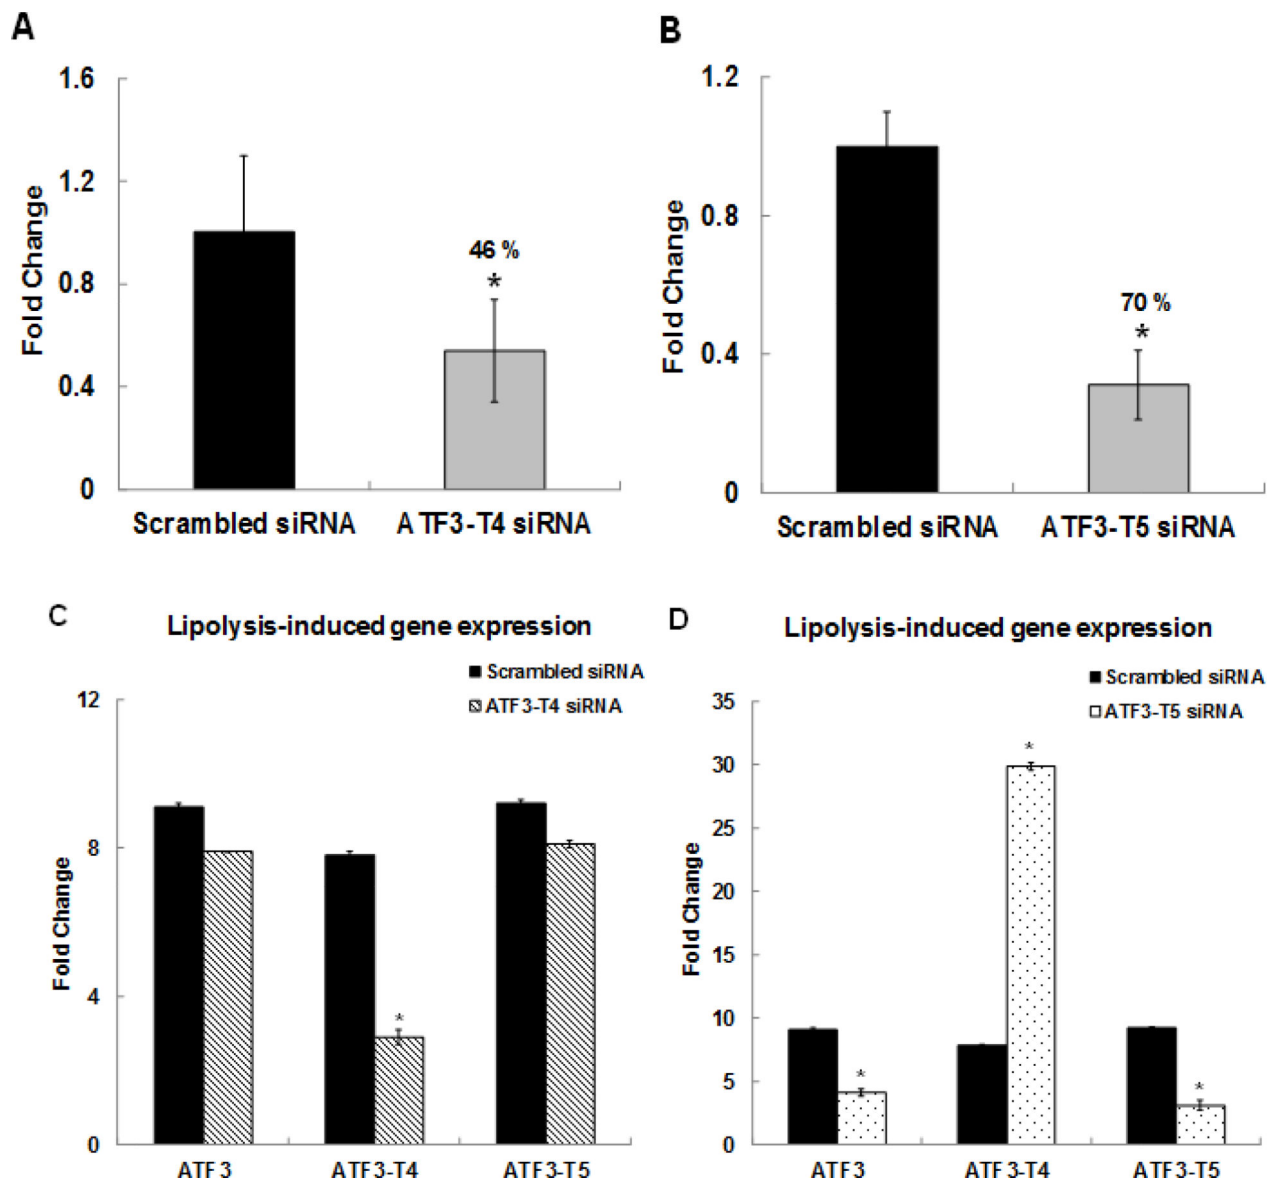 A
1.6
1.2
0.8
0.4
0
Fold Change
46 %
*
Scrambled siRNA
ATF3-T4 siRNA
B
1.2
0.8
0.4
0
Fold Change
70 %
*
Scrambled siRNA
ATF3-T5 siRNA
C
Lipolysis-induced gene expression
Scrambled siRNA
ATF3-T4 siRNA
12
8
4
0
Fold Change
*
ATF3
ATF3-T4
ATF3-T5
D
Lipolysis-induced gene expression
Scrambled siRNA
ATF3-T5 siRNA
35
30
25
20
15
10
5
0
Fold Change
*
*
*
ATF3
ATF3-T4
ATF3-T5